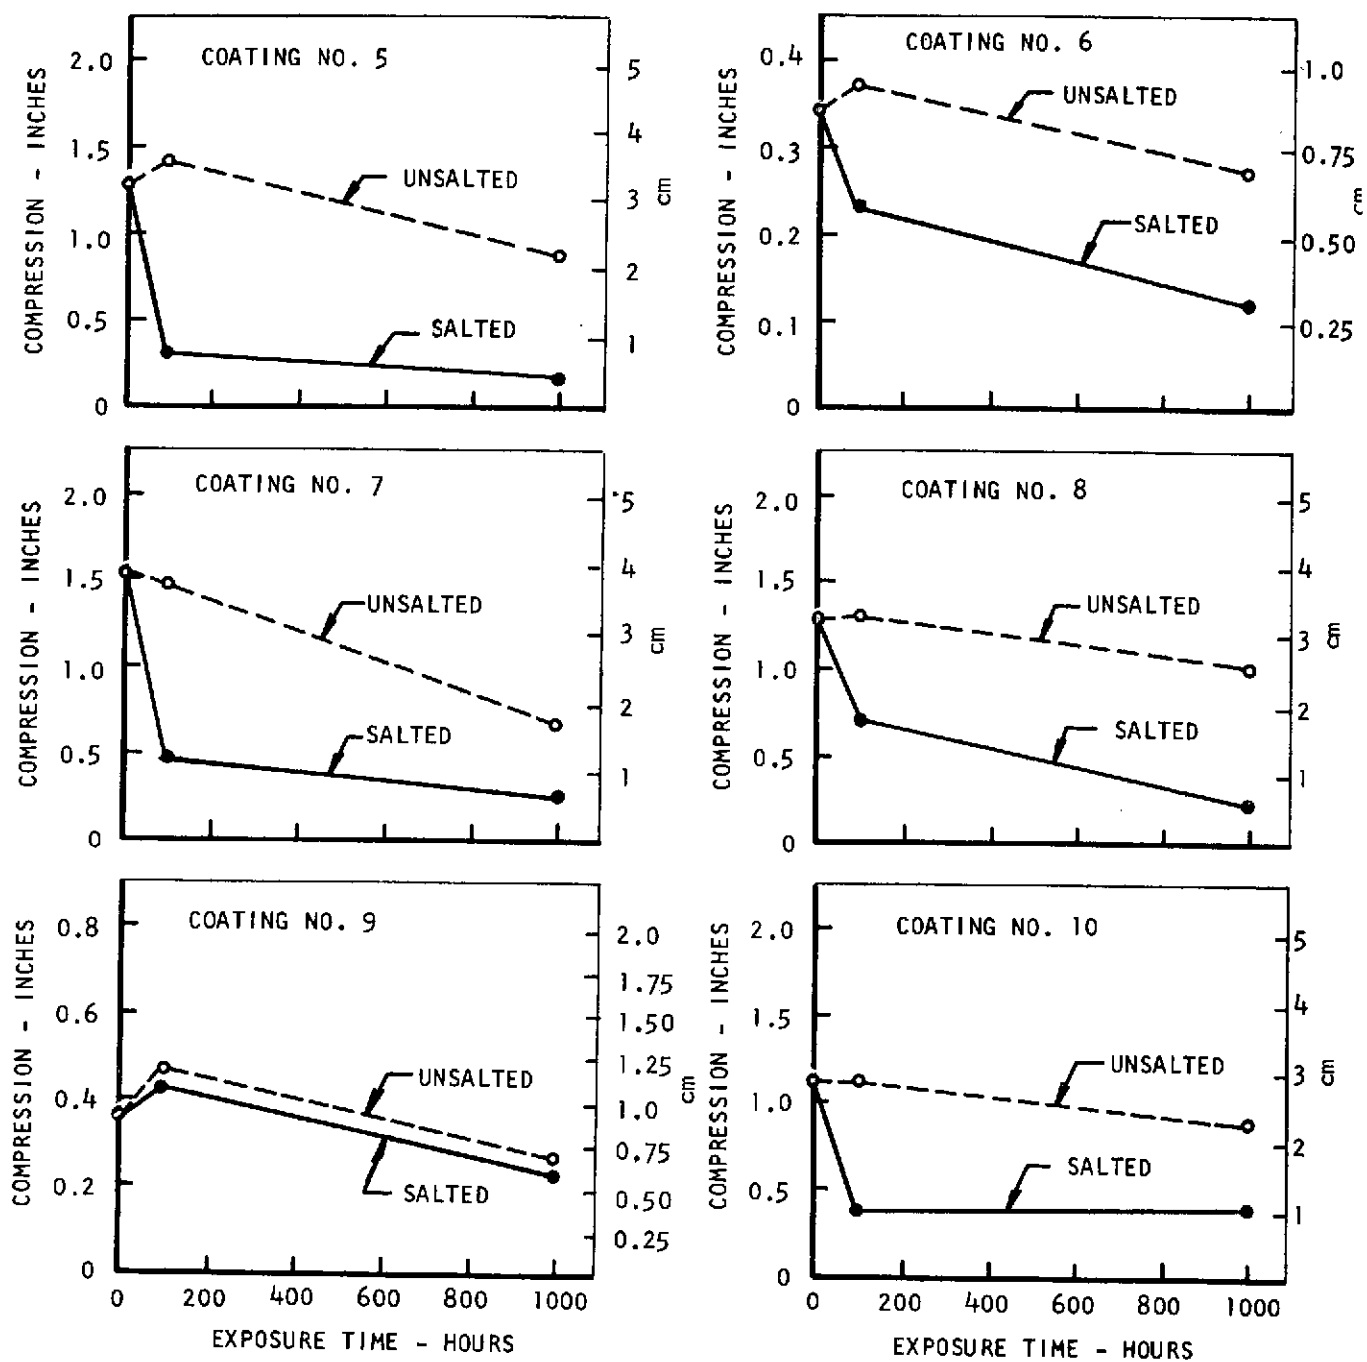 COATING NO. 5
COMPRESSION - INCHES
2.0
1.5
1.0
0.5
0
UNSALTED
SALTED
5
4
3
2
1
cm
COATING NO. 6
COMPRESSION - INCHES
0.4
0.3
0.2
0.1
0
UNSALTED
SALTED
1.0
0.75
0.50
0.25
cm
COATING NO. 7
COMPRESSION - INCHES
2.0
1.5
1.0
0.5
0
UNSALTED
SALTED
5
4
3
2
1
cm
COATING NO. 8
COMPRESSION - INCHES
2.0
1.5
1.0
0.5
0
UNSALTED
SALTED
5
4
3
2
1
cm
COATING NO. 9
COMPRESSION - INCHES
0.8
0.6
0.4
0.2
0
UNSALTED
SALTED
2.0
1.75
1.50
1.25
1.0
0.75
0.50
0.25
cm
0 200 400 600 800 1000
EXPOSURE TIME - HOURS
COATING NO. 10
COMPRESSION - INCHES
2.0
1.5
1.0
0.5
0
UNSALTED
SALTED
5
4
3
2
1
cm
0 200 400 600 800 1000
EXPOSURE TIME - HOURS